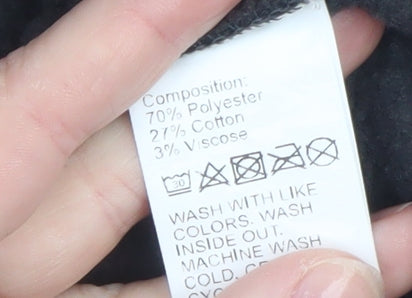 Composition:
70% Polyester
27% Cotton
3% Viscose
30
WASH WITH LIKE
COLORS. WASH
INSIDE OUT.
MACHINE WASH
COLD.